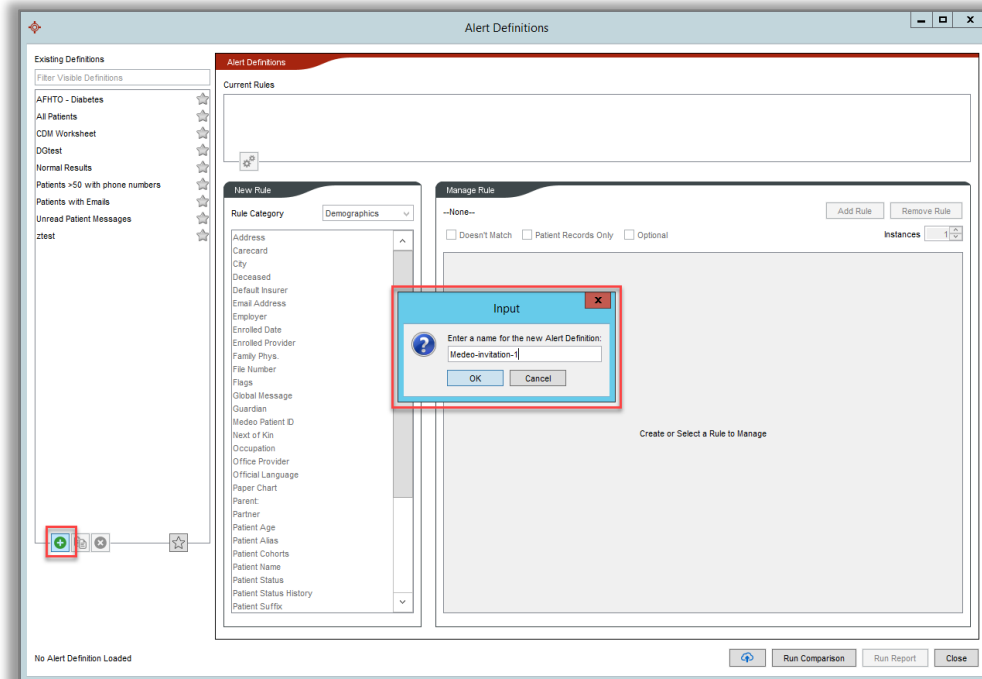 Alert Definitions
Existing Definitions
Filter Visible Definitions
AFHTO - Diabetes
All Patients
CDM Worksheet
DGtest
Normal Results
Patients >50 with phone numbers
Patients with Emails
Unread Patient Messages
ztest
Alert Definitions
Current Rules
New Rule
Rule Category
Demographics
Address
Carecard
City
Deceased
Default Insurer
Email Address
Employer
Enrolled Date
Enrolled Provider
Family Phys.
File Number
Flags
Global Message
Guardian
Medeo Patient ID
Next of Kin
Occupation
Office Provider
Official Language
Paper Chart
Parent:
Partner
Patient Age
Patient Alias
Patient Cohorts
Patient Name
Patient Status
Patient Status History
Patient Suffix
Manage Rule
--None--
Add Rule
Remove Rule
Doesn't Match
Patient Records Only
Optional
Instances
1
Input
Enter a name for the new Alert Definition:
Medeo-invitation-1
OK
Cancel
Create or Select a Rule to Manage
No Alert Definition Loaded
Run Comparison
Run Report
Close